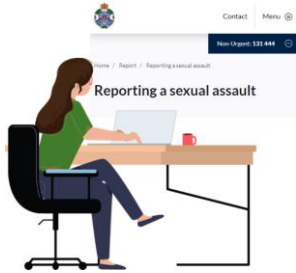 Contact Menu
Non-Urgent: 131 444
Home / Report / Reporting a sexual assault
Reporting a sexual assault